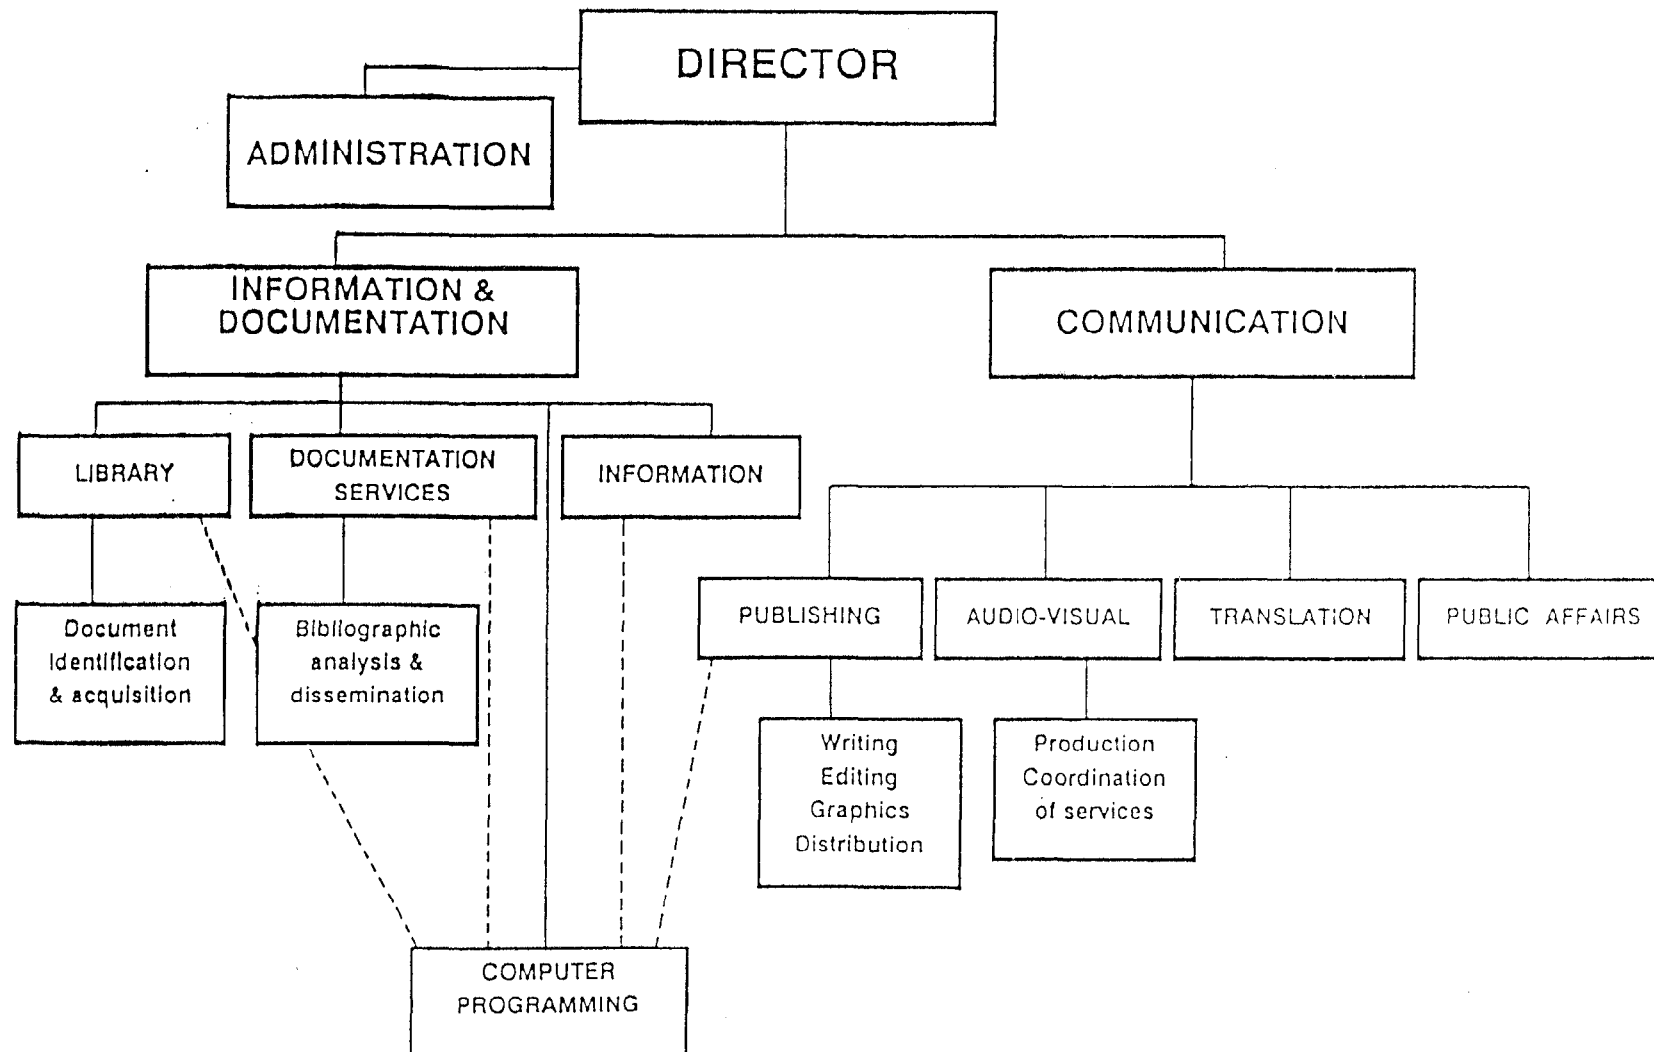 DIRECTOR
ADMINISTRATION
INFORMATION &
DOCUMENTATION
COMMUNICATION
LIBRARY
DOCUMENTATION
SERVICES
INFORMATION
PUBLISHING
AUDIO-VISUAL
TRANSLATION
PUBLIC AFFAIRS
Document
Identification
& acquisition
Bibliographic
analysis &
dissemination
Writing
Editing
Graphics
Distribution
Production
Coordination
of services
COMPUTER
PROGRAMMING